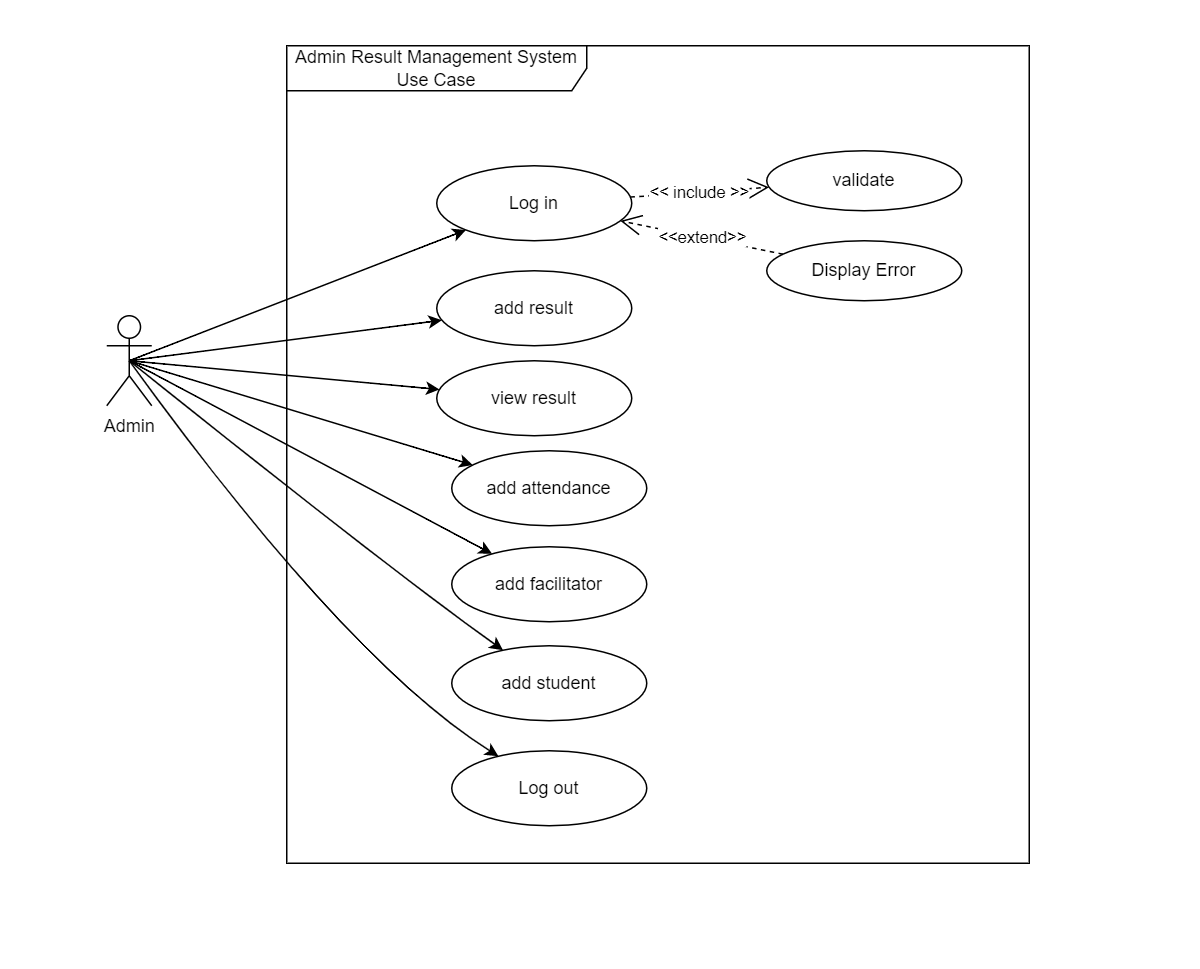 Admin Result Management System
Use Case
Log in
<< include >>
validate
<<extend>>
Display Error
add result
view result
Admin
add attendance
add facilitator
add student
Log out